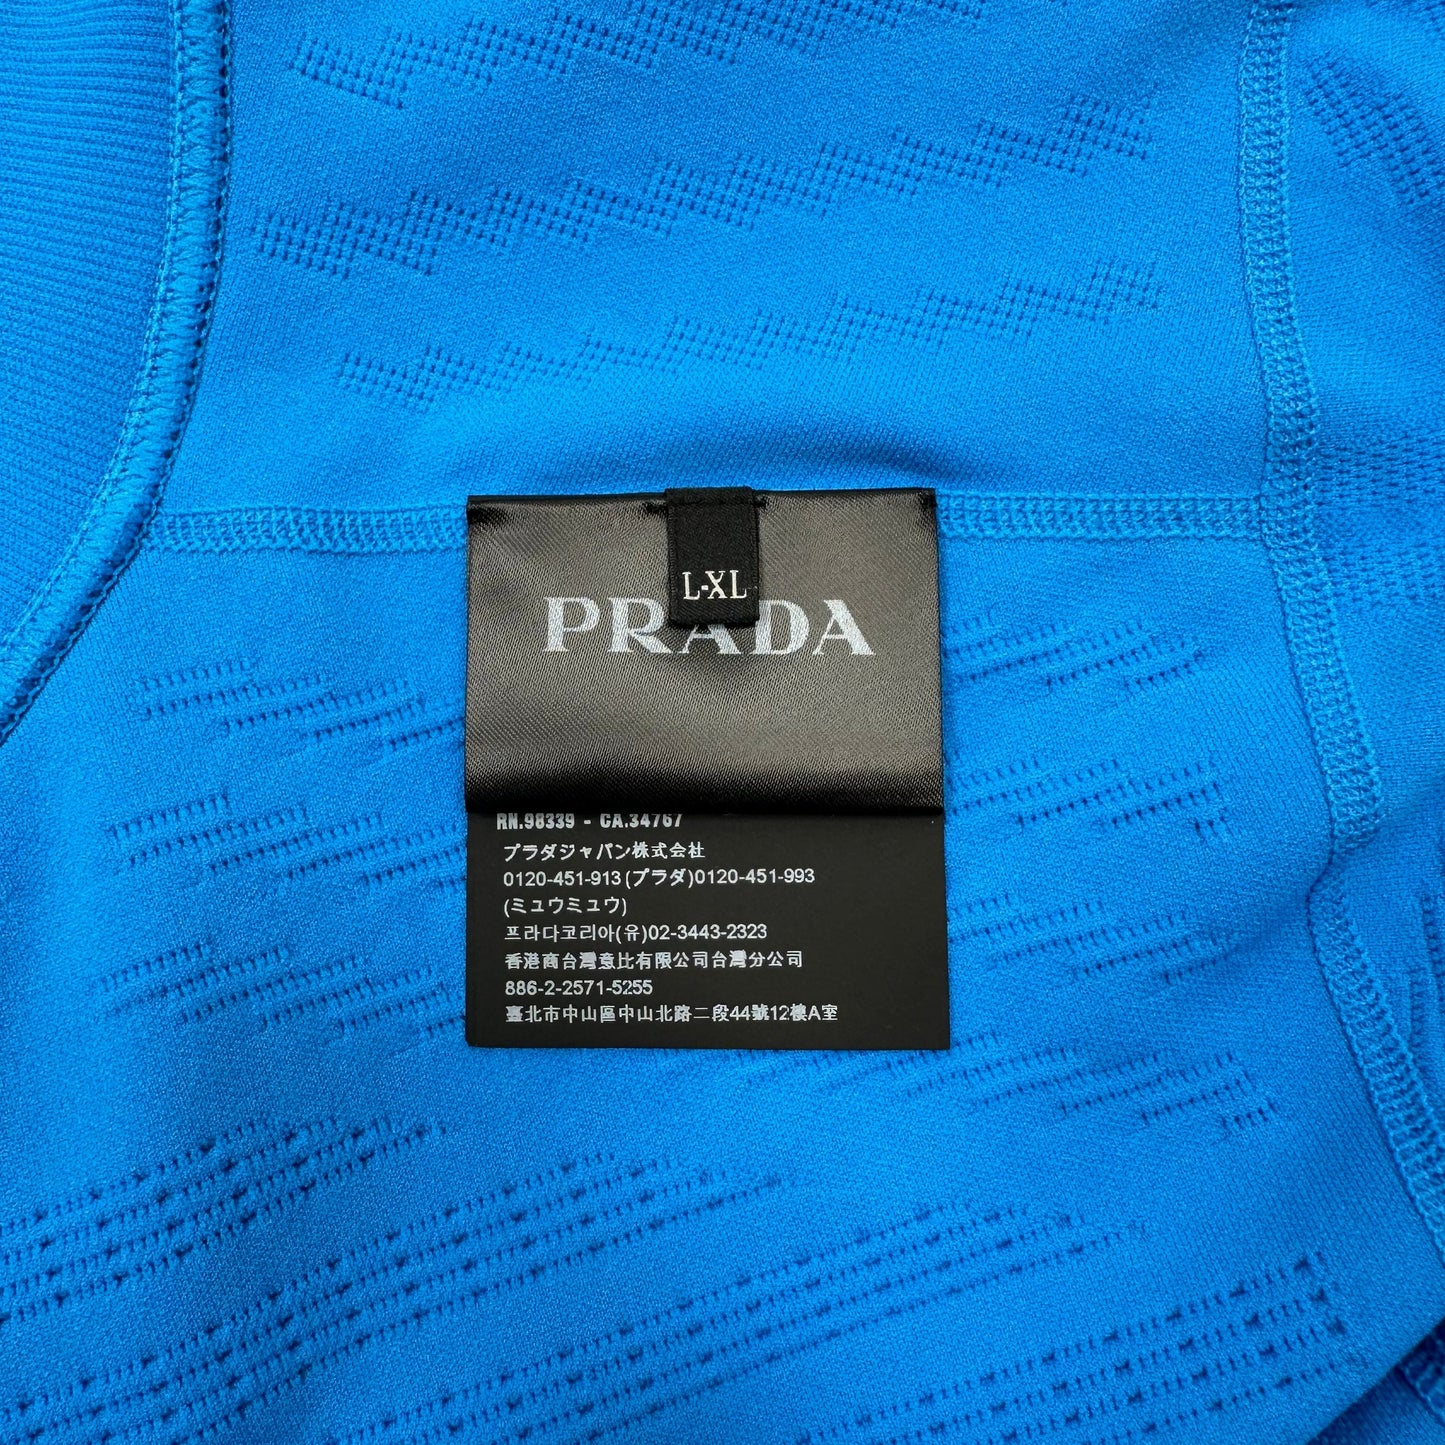 L-XL
PRADA
RN.98339 - CA.34767
プラダジャパン株式会社
0120-451-913 (プラダ)0120-451-993
(ミュウミュウ)
프라다코리아(유)02-3443-2323
香港商台灣意比有限公司台灣分公司
886-2-2571-5255
臺北市中山區中山北路二段44號12樓A室